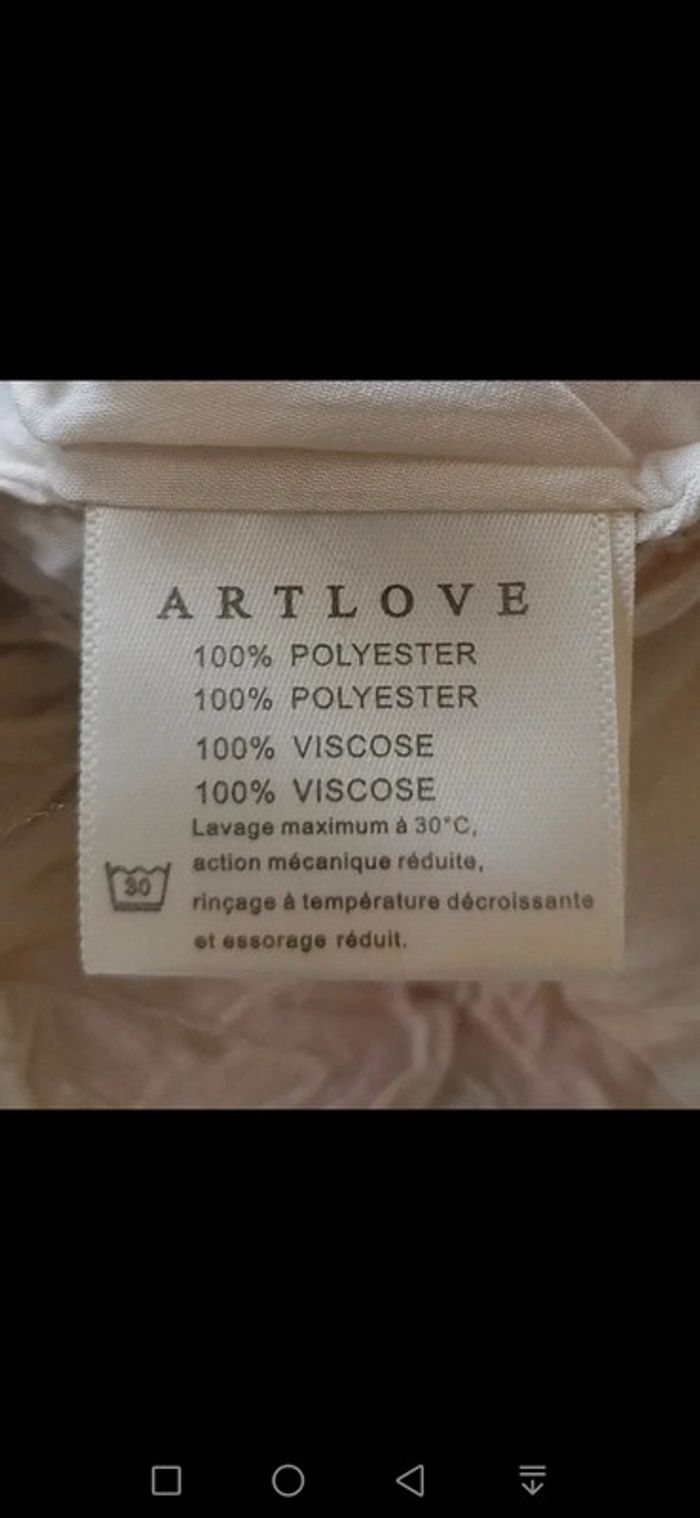 ARTLOVE
100% POLYESTER
100% POLYESTER
100% VISCOSE
100% VISCOSE
Lavage maximum à 30°C,
action mécanique réduite,
30
rinçage à température décroissante
et essorage réduit.